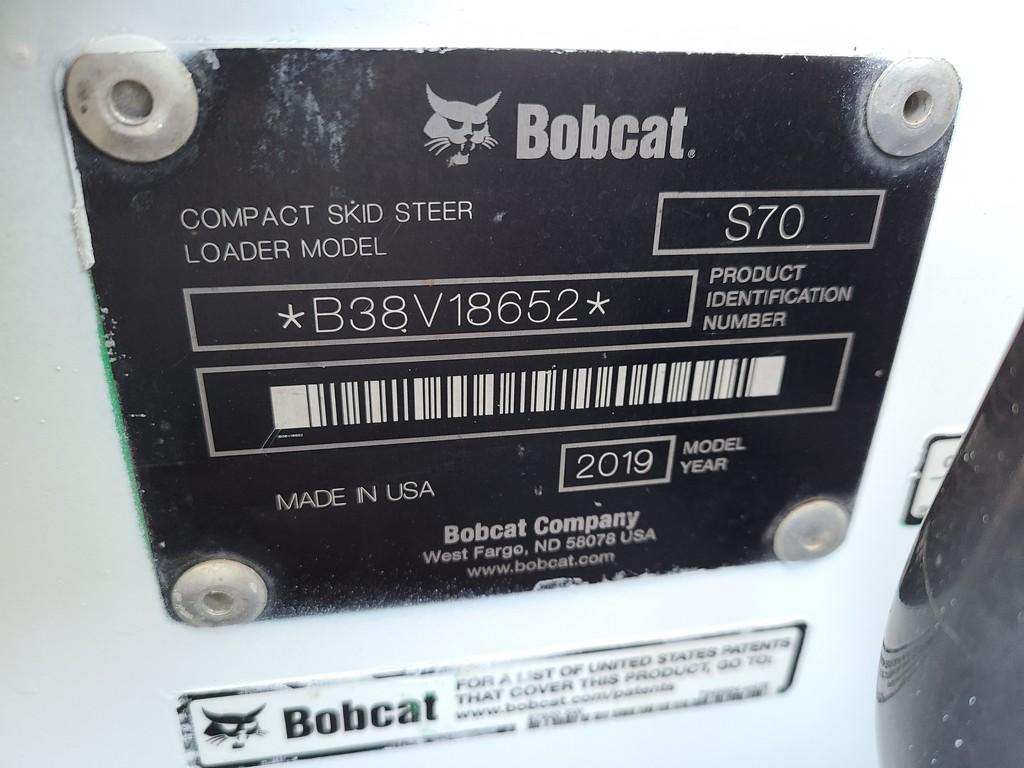 Bobcat®
COMPACT SKID STEER
LOADER MODEL
S70
*B38V18652*
PRODUCT
IDENTIFICATION
NUMBER
MADE IN USA
2019
MODEL
YEAR
Bobcat Company
West Fargo, ND 58078 USA
www.bobcat.com
Bobcat
FOR A LIST OF UNITED STATES PATENTS
THAT COVER THIS PRODUCT, GO TO:
www.bobcat.com/patents